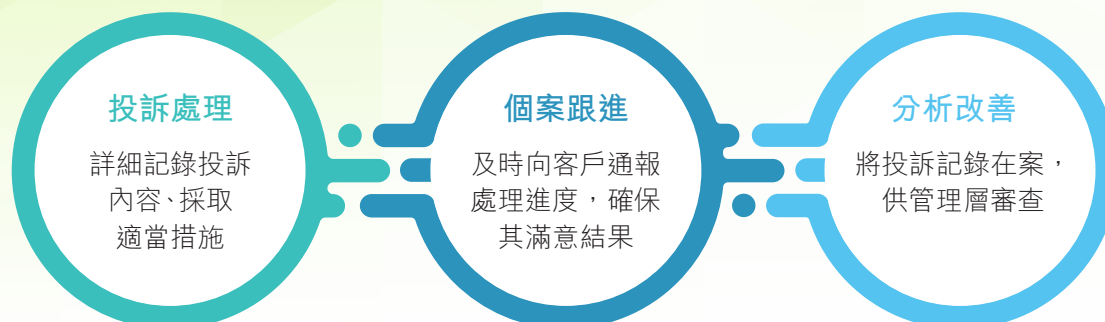 投訴處理
詳細記錄投訴
內容、採取
適當措施
個案跟進
及時向客戶通報
處理進度，確保
其滿意結果
分析改善
將投訴記錄在案，
供管理層審查